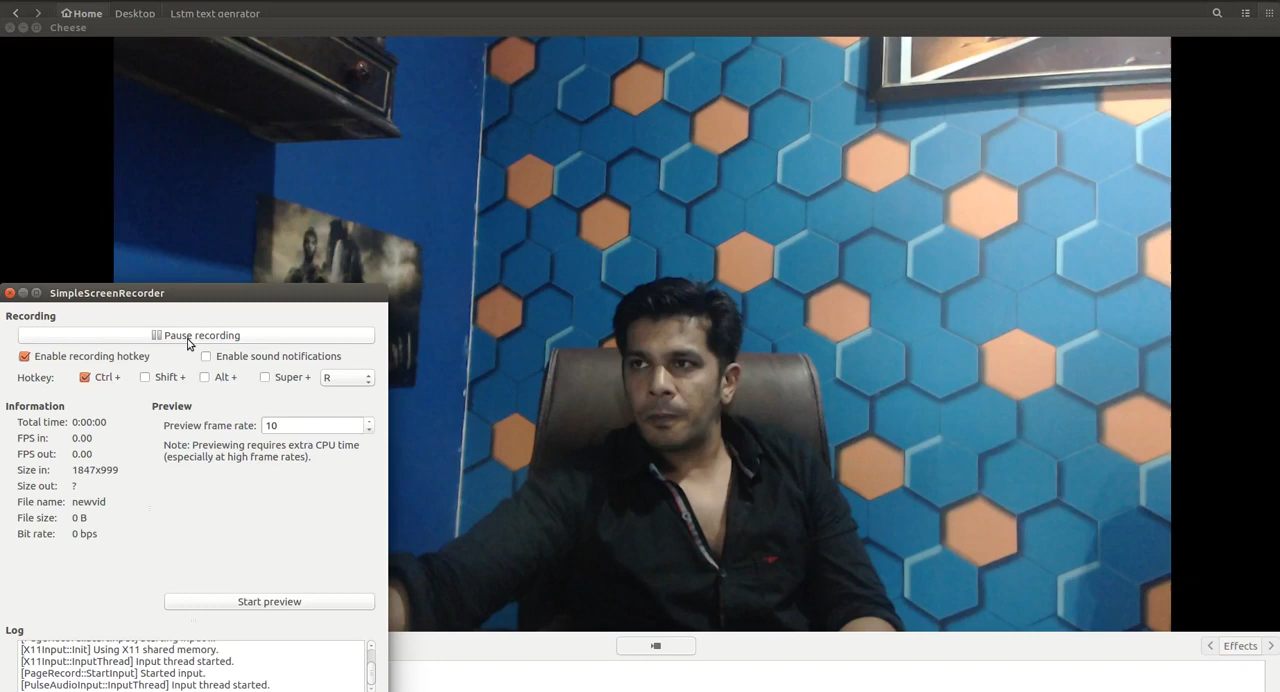 Home Desktop Lstm text genrator
Cheese
SimpleScreenRecorder
Recording
Pause recording
Enable recording hotkey Enable sound notifications
Hotkey: Ctrl + Shift + Alt + Super + R
Information
Total time: 0:00:00
FPS in: 0.00
FPS out: 0.00
Size in: 1847x999
Size out: ?
File name: newvid
File size: 0 B
Bit rate: 0 bps
Preview
Preview frame rate: 10
Note: Previewing requires extra CPU time
(especially at high frame rates).
Start preview
Log
[X11Input::Init] Using X11 shared memory.
[X11Input::InputThread] Input thread started.
[PageRecord::StartInput] Started input.
[PulseAudioInput::InputThread] Input thread started.
Effects